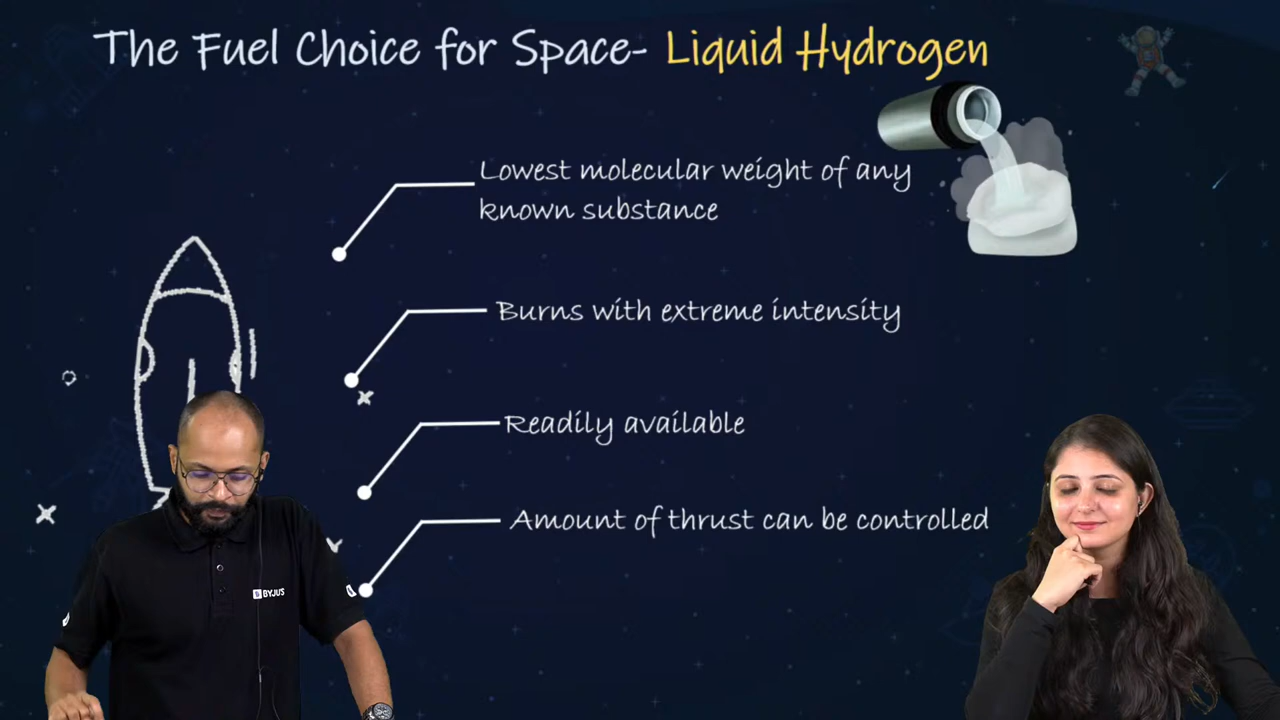 The Fuel Choice for Space- Liquid Hydrogen
Lowest molecular weight of any
known substance
Burns with extreme intensity
Readily available
Amount of thrust can be controlled
BYJUS